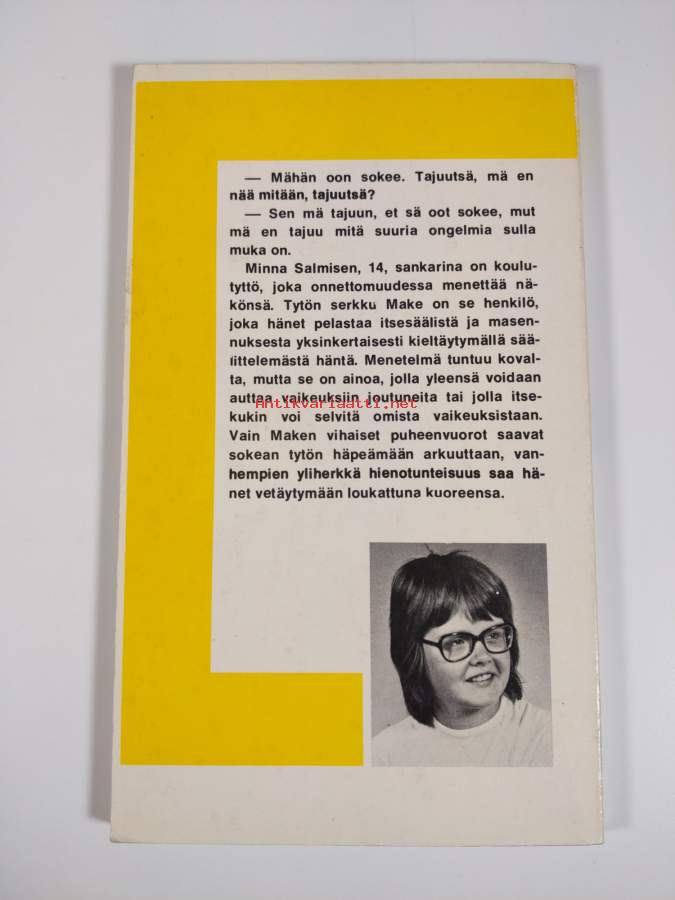 — Mähän oon sokee. Tajuutsä, mä en
nää mitään, tajuutsä?
— Sen mä tajuun, et sä oot sokee, mut
mä en tajuu mitä suuria ongelmia sulla
muka on.
Minna Salmisen, 14, sankarina on koulu-
tyttö, joka onnettomuudessa menettää nä-
könsä. Tytön serkku Make on se henkilö,
joka hänet pelastaa itsesäälistä ja masen-
nuksesta yksinkertaisesti kieltäytymällä sää-
littelemästä häntä. Menetelmä tuntuu koval-
ta, mutta se on ainoa, jolla yleensä voidaan
auttaa vaikeuksiin joutuneita tai jolla itse-
Antikvariaatti.net
kukin voi selvitä omista vaikeuksistaan.
Vain Maken vihaiset puheenvuorot saavat
sokean tytön häpeämään arkuuttaan, van-
hempien yliherkkä hienotunteisuus saa hä-
net vetäytymään loukattuna kuoreensa.